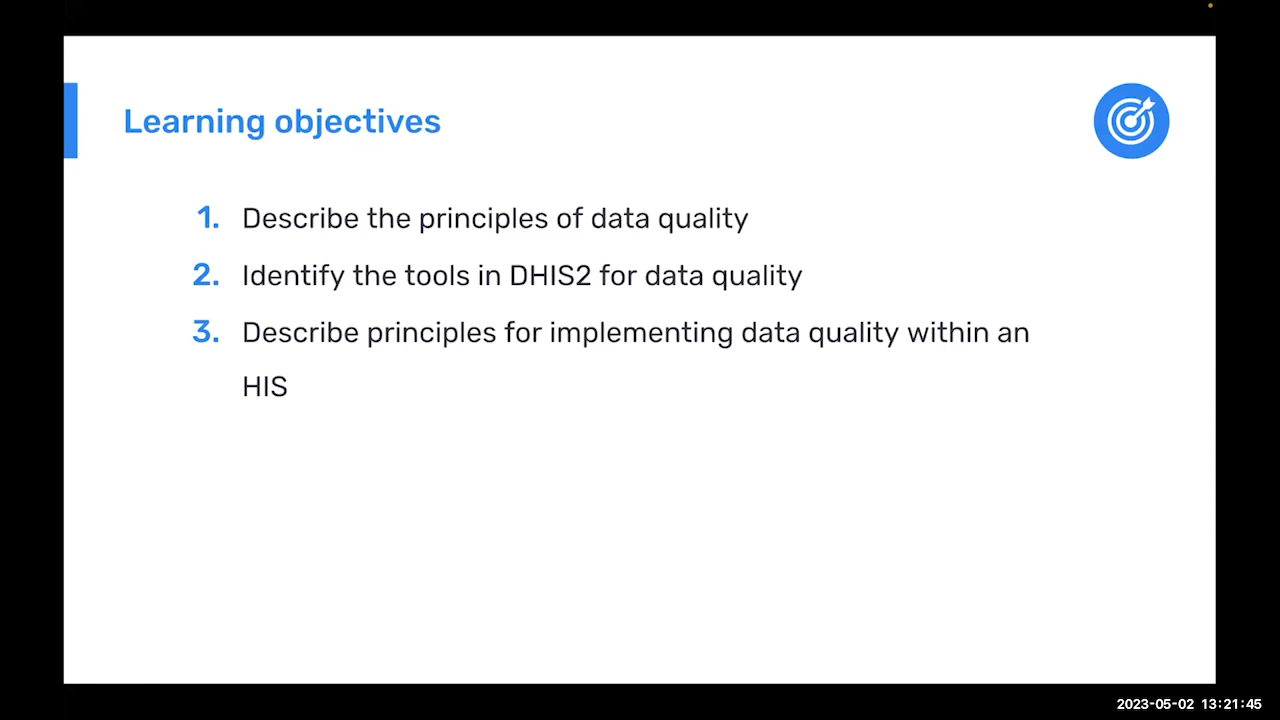 Learning objectives
1. Describe the principles of data quality
2. Identify the tools in DHIS2 for data quality
3. Describe principles for implementing data quality within an
HIS
2023-05-02 13:21:45